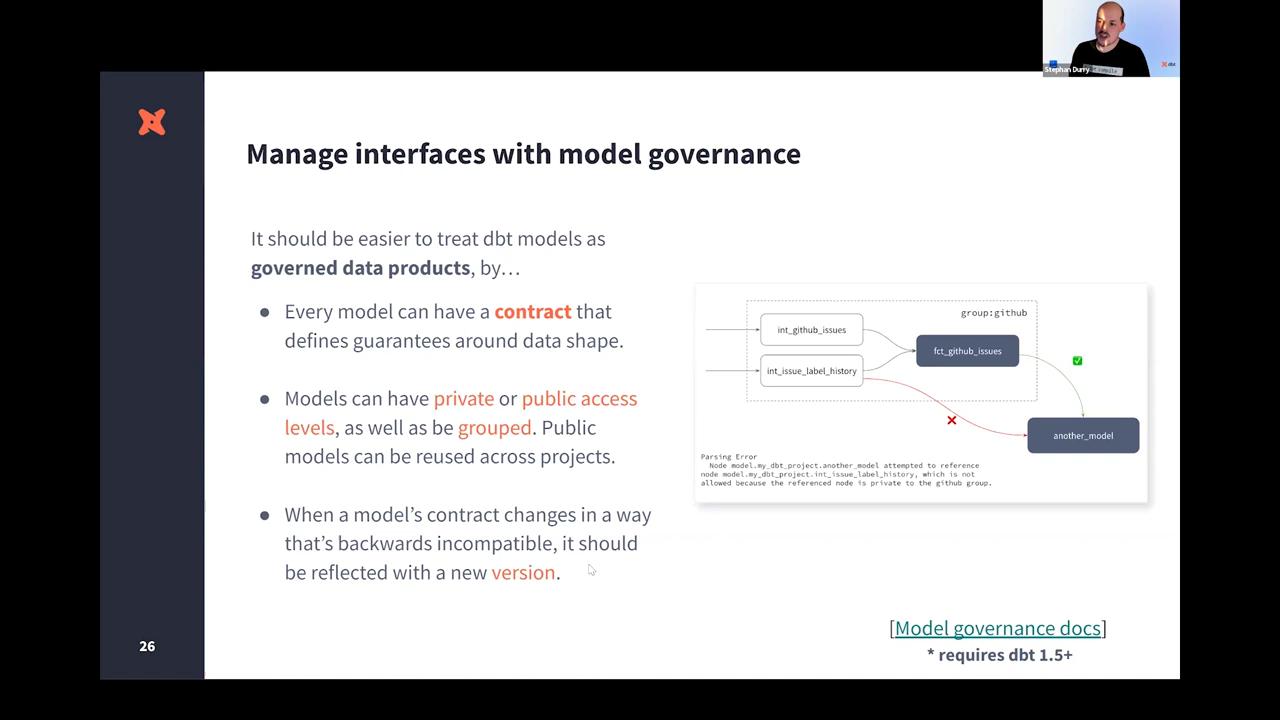 Stephan Durry
dbt
Manage interfaces with model governance
It should be easier to treat dbt models as
governed data products, by…
● Every model can have a contract that
defines guarantees around data shape.
● Models can have private or public access
levels, as well as be grouped. Public
models can be reused across projects.
● When a model’s contract changes in a way
that’s backwards incompatible, it should
be reflected with a new version.
group:github
int_github_issues
fct_github_issues
int_issue_label_history
another_model
Parsing Error
Node model.my_dbt_project.another_model attempted to reference
node model.my_dbt_project.int_issue_label_history, which is not
allowed because the referenced node is private to the github group.
[Model governance docs]
* requires dbt 1.5+
26